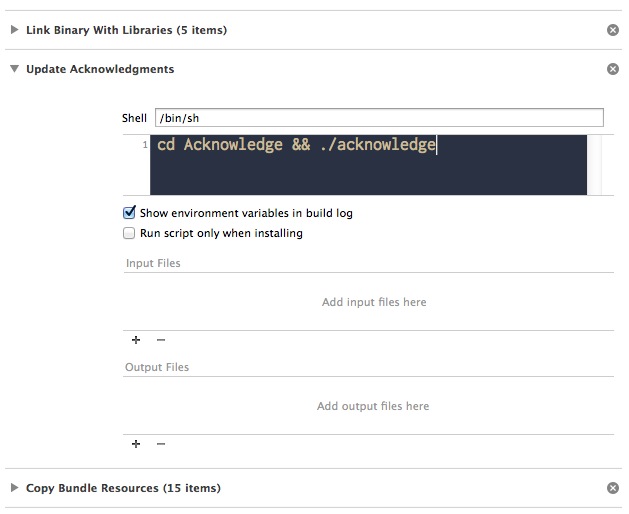 Link Binary With Libraries (5 items)
Update Acknowledgments
Shell /bin/sh
1 cd Acknowledge && ./acknowledge
Show environment variables in build log
Run script only when installing
Input Files
Add input files here
Output Files
Add output files here
Copy Bundle Resources (15 items)